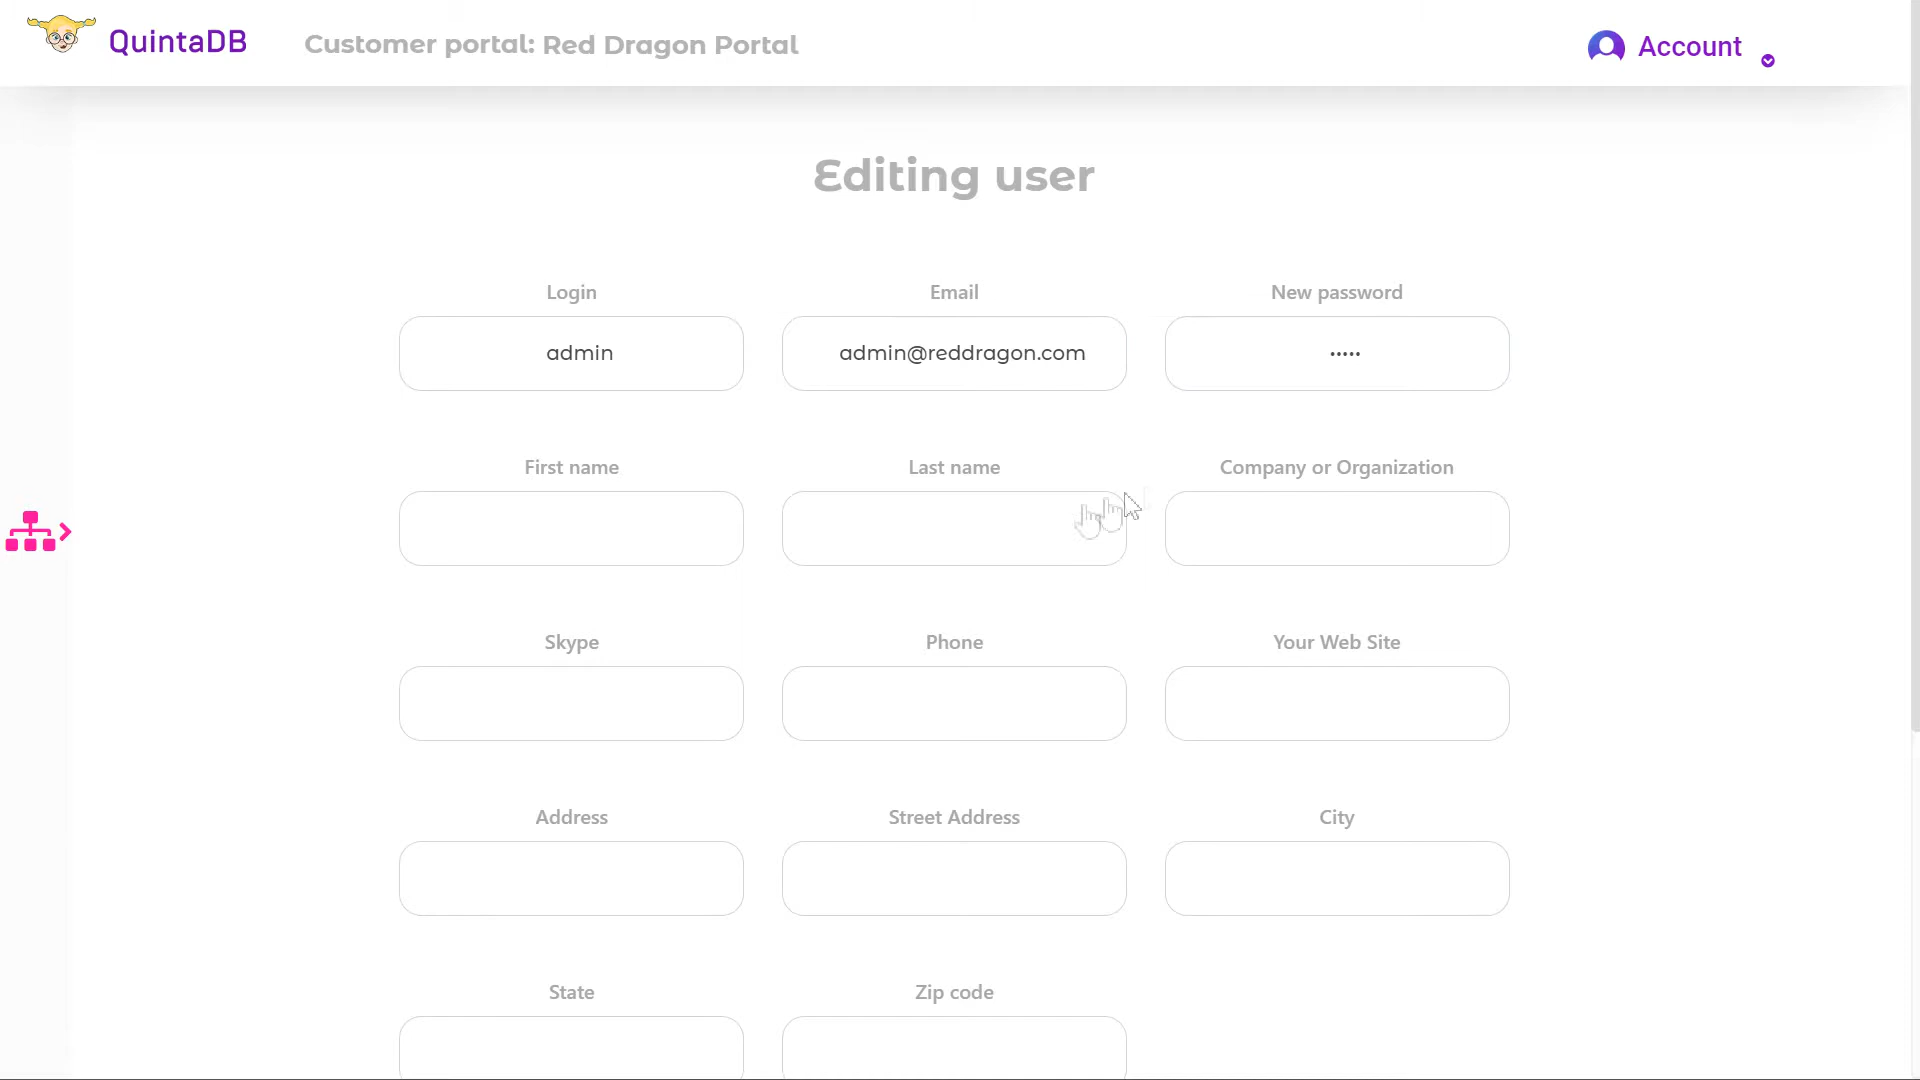 QuintaDB
Customer portal: Red Dragon Portal
Account
Editing user
Login
Email
New password
admin
admin@reddragon.com
•••••
First name
Last name
Company or Organization
Skype
Phone
Your Web Site
Address
Street Address
City
State
Zip code